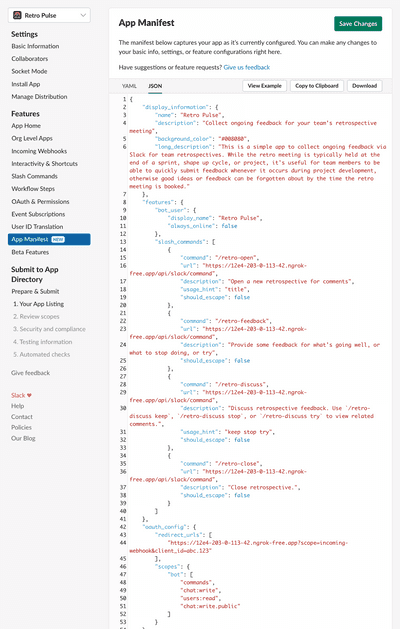 Retro Pulse
Settings
Basic Information
Collaborators
Socket Mode
Install App
Manage Distribution
Features
App Home
Org Level Apps
Incoming Webhooks
Interactivity & Shortcuts
Slash Commands
Workflow Steps
OAuth & Permissions
Event Subscriptions
User ID Translation
App Manifest NEW
Beta Features
Submit to App
Directory
Prepare & Submit
1. Your App Listing
2. Review scopes
3. Security and compliance
4. Testing information
5. Automated checks
Give feedback
Slack ♥
Help
Contact
Policies
Our Blog
App Manifest
Save Changes
The manifest below captures your app as it's currently configured. You can make any changes to
your basic info, settings, or feature configurations right here.
Have suggestions or feature requests? Give us feedback
YAML JSON View Example Copy to Clipboard Download
1 {
2 "display_information": {
3 "name": "Retro Pulse",
4 "description": "Collect ongoing feedback for your team's retrospective
meeting",
5 "background_color": "#080808",
6 "long_description": "This is a simple app to collect ongoing feedback via
Slack for team retrospectives. While the retro meeting is typically held at the
end of a sprint, shape up cycle, or project, it's useful for team members to be
able to quickly submit feedback whenever it occurs during project development,
otherwise good ideas or feedback can be forgotten about by the time the retro
meeting is booked."
7 },
8 "features": {
9 "bot_user": {
10 "display_name": "Retro Pulse",
11 "always_online": false
12 },
13 "slash_commands": [
14 {
15 "command": "/retro-open",
16 "url": "https://12e4-203-0-113-42.ngrok-
free.app/api/slack/command",
17 "description": "Open a new retrospective for comments",
18 "usage_hint": "title",
19 "should_escape": false
20 },
21 {
22 "command": "/retro-feedback",
23 "url": "https://12e4-203-0-113-42.ngrok-
free.app/api/slack/command",
24 "description": "Provide some feedback for what's going well, or
what to stop doing, or try",
25 "should_escape": false
26 },
27 {
28 "command": "/retro-discuss",
29 "url": "https://12e4-203-0-113-42.ngrok-
free.app/api/slack/command",
30 "description": "Discuss retrospective feedback. Use `/retro-
discuss keep`, `/retro-discuss stop`, or `/retro-discuss try` to view related
comments.",
31 "usage_hint": "keep stop try",
32 "should_escape": false
33 },
34 {
35 "command": "/retro-close",
36 "url": "https://12e4-203-0-113-42.ngrok-
free.app/api/slack/command",
37 "description": "Close retrospective.",
38 "should_escape": false
39 }
40 ]
41 },
42 "oauth_config": {
43 "redirect_urls": [
44 "https://12e4-203-0-113-42.ngrok-free.app?scope=incoming-
webhook&client_id=abc.123"
45 ],
46 "scopes": {
47 "bot": [
48 "commands",
49 "chat:write",
50 "users:read",
51 "chat:write.public"
52 ]
53 }
54 },